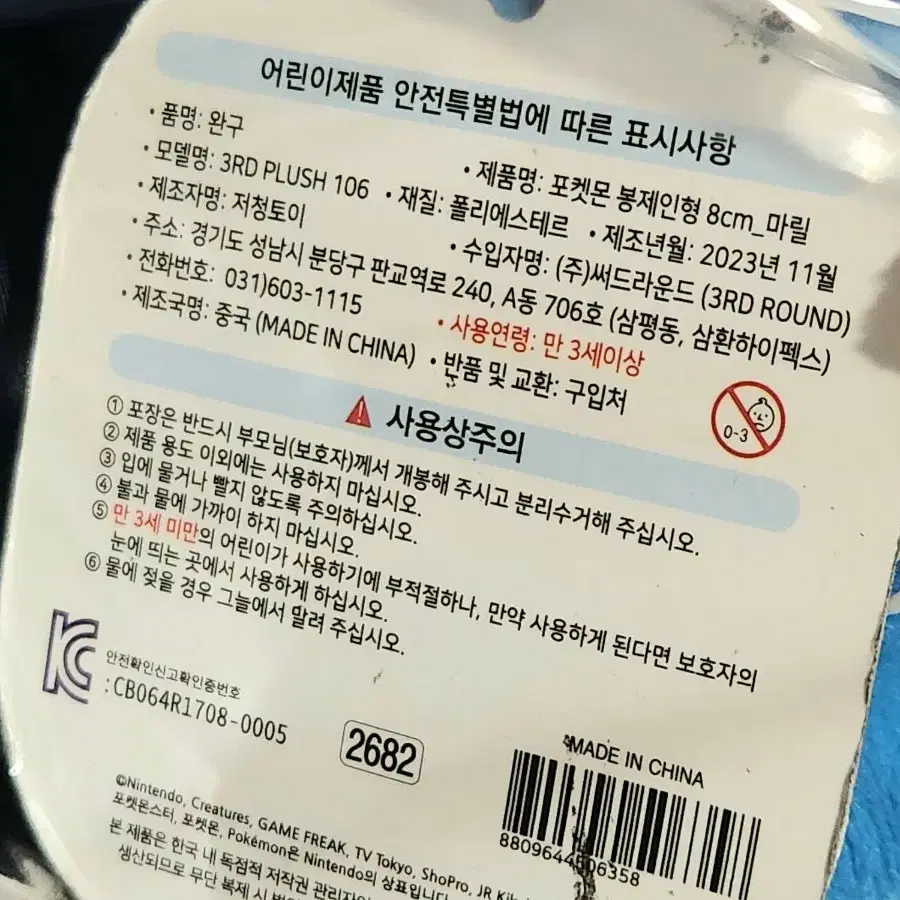 어린이제품 안전특별법에 따른 표시사항
• 품명: 완구 • 제품명: 포켓몬 봉제인형 8cm_마릴
• 모델명: 3RD PLUSH 106 • 재질: 폴리에스테르 • 제조년월: 2023년 11월
• 제조자명: 저청토이 • 수입자명: (주)써드라운드 (3RD ROUND)
• 주소: 경기도 성남시 분당구 판교역로 240, A동 706호 (삼평동, 삼환하이펙스)
• 전화번호: 031)603-1115 • 사용연령: 만 3세이상
• 제조국명: 중국 (MADE IN CHINA) • 반품 및 교환: 구입처
0-3
사용상주의
① 포장은 반드시 부모님(보호자)께서 개봉해 주시고 분리수거해 주십시오.
② 제품 용도 이외에는 사용하지 마십시오.
③ 입에 물거나 빨지 않도록 주의하십시오.
④ 불과 물에 가까이 하지 마십시오.
⑤ 만 3세 미만의 어린이가 사용하기에 부적절하나, 만약 사용하게 된다면 보호자의
눈에 띄는 곳에서 사용하게 하십시오.
⑥ 물에 젖을 경우 그늘에서 말려 주십시오.
안전확인신고확인증번호
: CB064R1708-0005
2682
MADE IN CHINA
©Nintendo, Creatures, GAME FREAK, TV Tokyo, ShoPro, JR
포켓몬스터, 포켓몬, Pokémon은 Nintendo의 상표입니다
본 제품은 한국 내 독점적 저작권
생산되므로 무단 복제 시